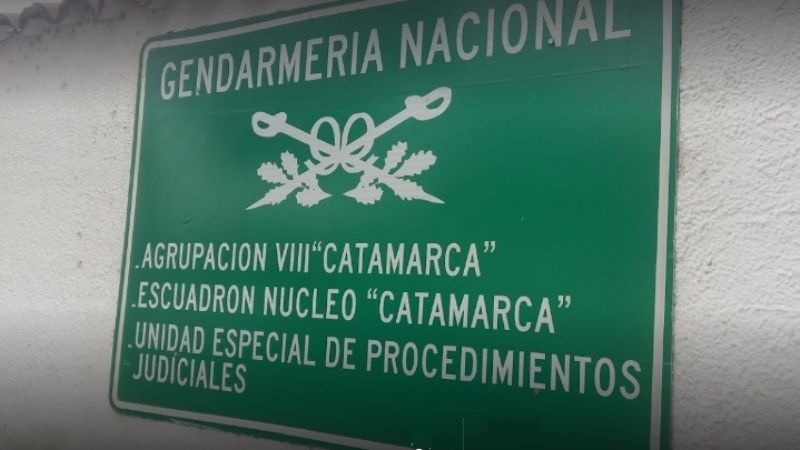 GENDARMERIA NACIONAL
.AGRUPACION VIII "CATAMARCA"
.ESCUADRON NUCLEO "CATAMARCA"
.UNIDAD ESPECIAL DE PROCEDIMIENTOS
JUDICIALES